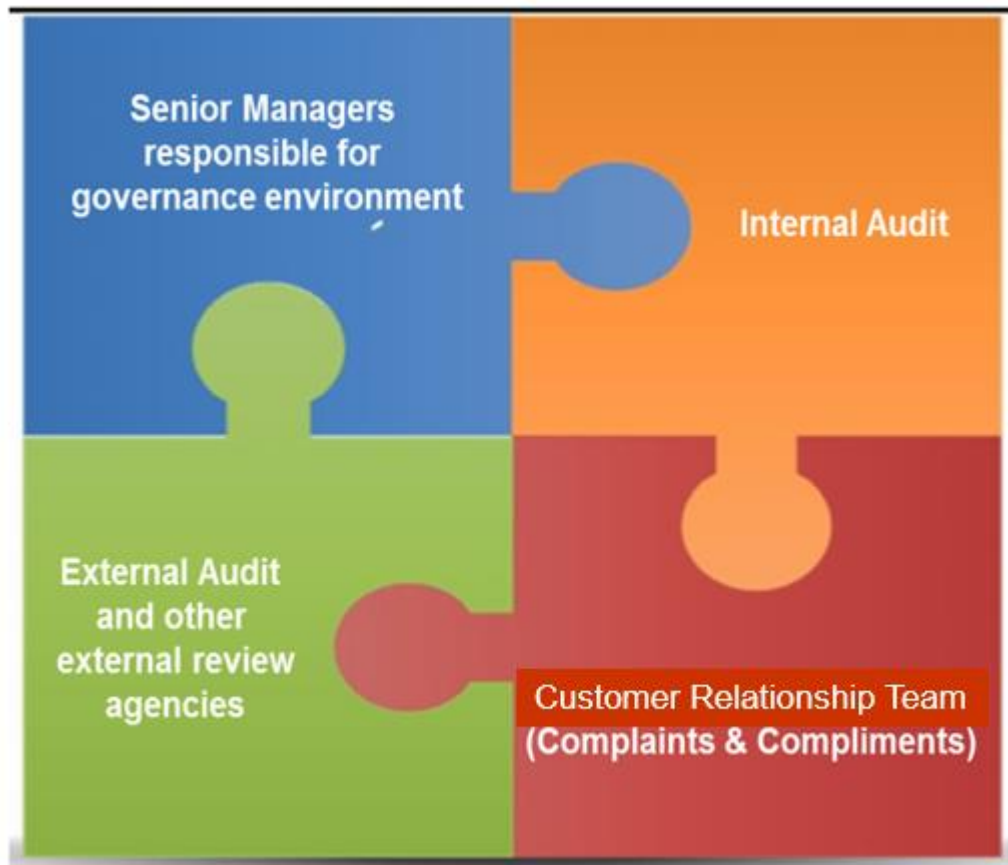 Senior Managers
responsible for
governance environment
Internal Audit
External Audit
and other
external review
agencies
Customer Relationship Team
(Complaints & Compliments)